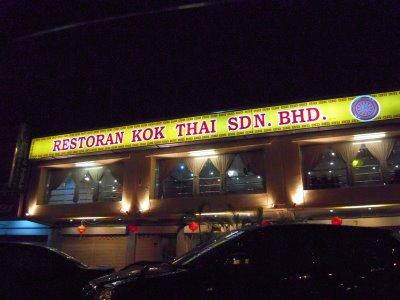 RESTORAN KOK THAI SDN. BHD.